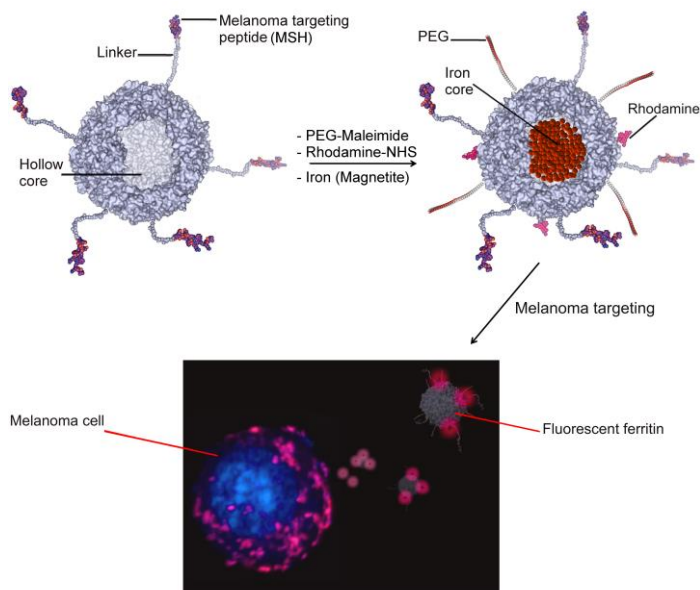 Melanoma targeting
peptide (MSH)
Linker
Hollow
core
- PEG-Maleimide
- Rhodamine-NHS
- Iron (Magnetite)
PEG
Iron
core
Rhodamine
Melanoma targeting
Melanoma cell
Fluorescent ferritin